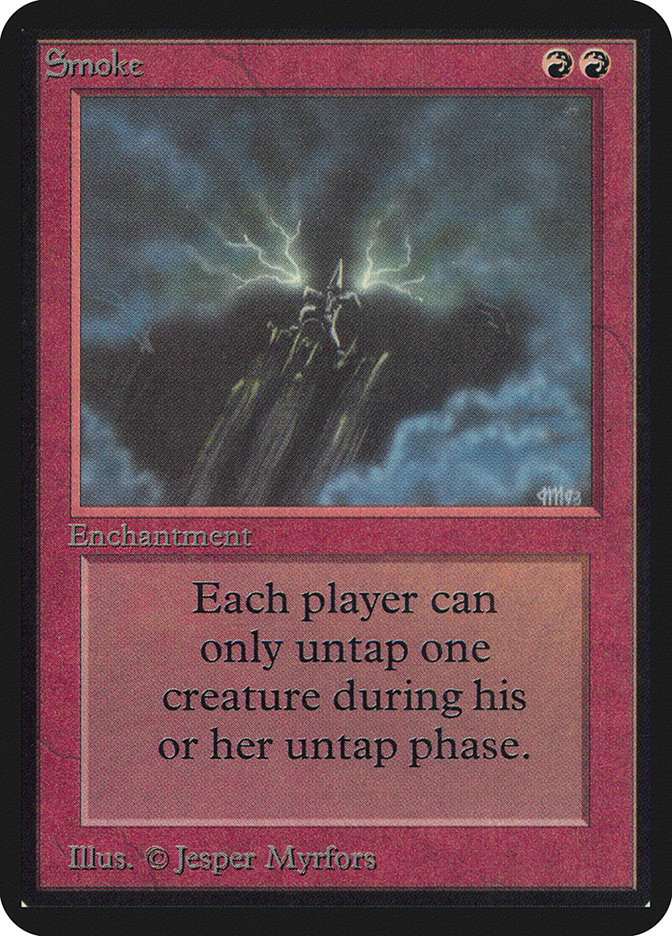 Smoke
Enchantment
Each player can
only untap one
creature during his
or her untap phase.
Illus. © Jesper Myrfors